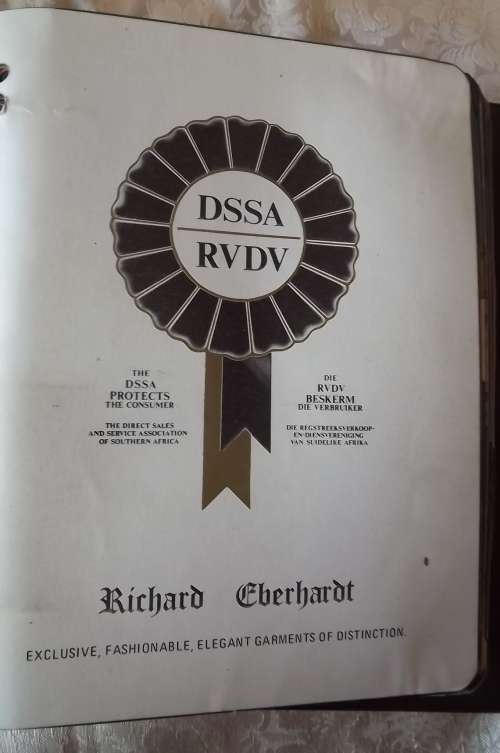 DSSA
RVDV
THE
DSSA
PROTECTS
THE CONSUMER
THE DIRECT SALES
AND SERVICE ASSOCIATION
OF SOUTHERN AFRICA
DIE
RVDV
BESKERM
DIE VERBRUIKER
DIE REGSTREEKSVERKOOP-
EN-DIENSVERENIGING
VAN SUIDELIKE AFRIKA
Richard Eberhardt
EXCLUSIVE, FASHIONABLE, ELEGANT GARMENTS OF DISTINCTION.